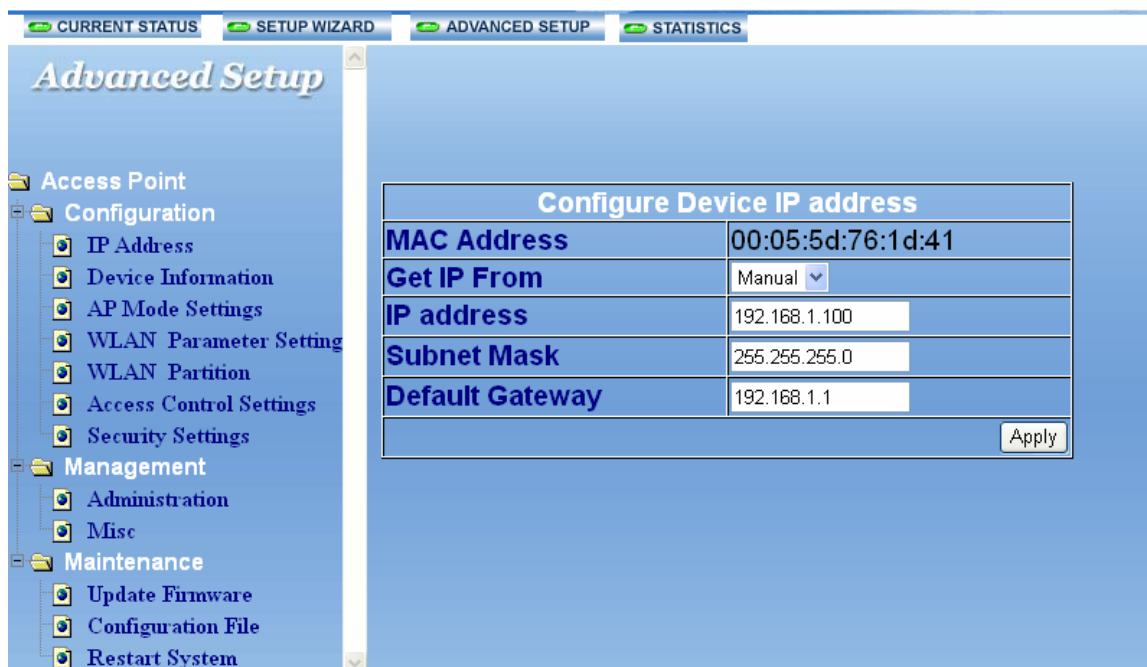 CURRENT STATUS SETUP WIZARD ADVANCED SETUP STATISTICS
Advanced Setup
Access Point
Configuration
IP Address
Device Information
AP Mode Settings
WLAN Parameter Setting
WLAN Partition
Access Control Settings
Security Settings
Management
Administration
Misc
Maintenance
Update Firmware
Configuration File
Restart System
Configure Device IP address
MAC Address 00:05:5d:76:1d:41
Get IP From Manual
IP address 192.168.1.100
Subnet Mask 255.255.255.0
Default Gateway 192.168.1.1
Apply